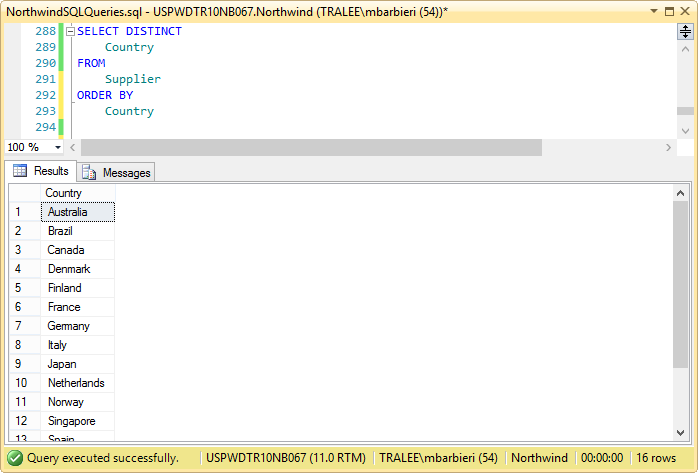 NorthwindSQLQueries.sql - USPWDTR10NB067.Northwind (TRALEE\mbarbieri (54))*
288 SELECT DISTINCT
289 Country
290 FROM
291 Supplier
292 ORDER BY
293 Country
294
100 %
Results Messages
Country
1 Australia
2 Brazil
3 Canada
4 Denmark
5 Finland
6 France
7 Germany
8 Italy
9 Japan
10 Netherlands
11 Norway
12 Singapore
13 Spain
Query executed successfully. USPWDTR10NB067 (11.0 RTM) TRALEE\mbarbieri (54) Northwind 00:00:00 16 rows